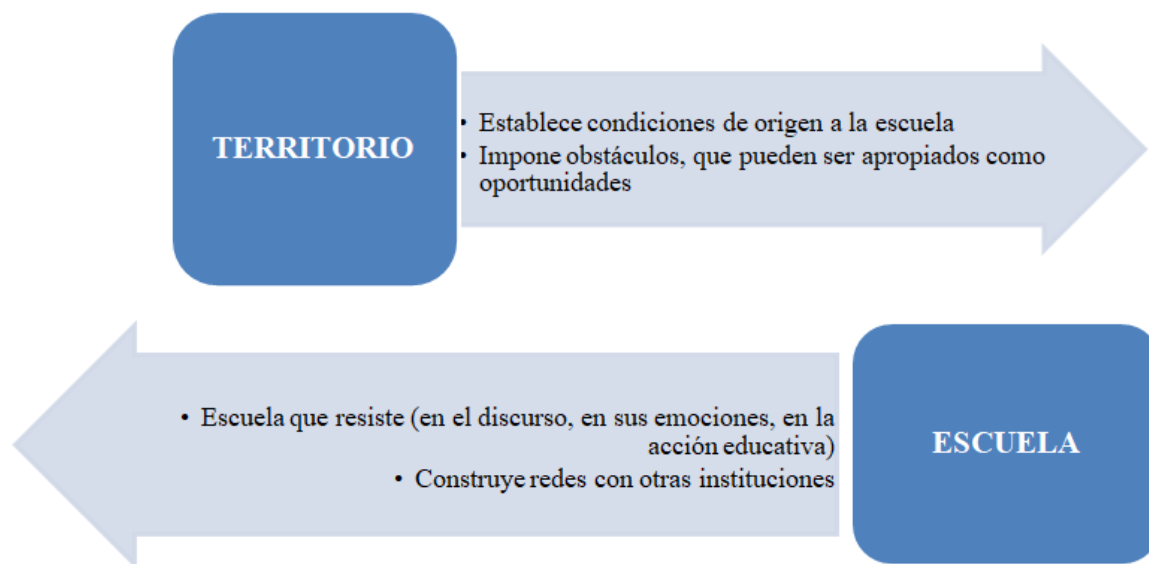 TERRITORIO
• Establece condiciones de origen a la escuela
• Impone obstáculos, que pueden ser apropiados como
oportunidades
• Escuela que resiste (en el discurso, en sus emociones, en la
acción educativa)
• Construye redes con otras instituciones
ESCUELA